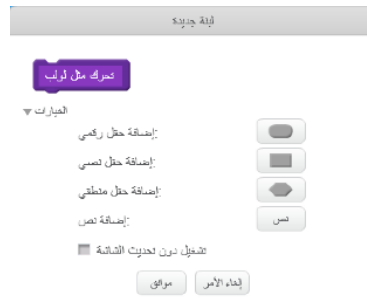 لبنة جديدة
تحرك مثل لولب
الخيارات
إضافة حقل رقمي:
إضافة حقل نصي:
إضافة حقل منطقي:
إضافة نص:
نص
تشغيل دون تحديث الشاشة
إلغاء الأمر
موافق